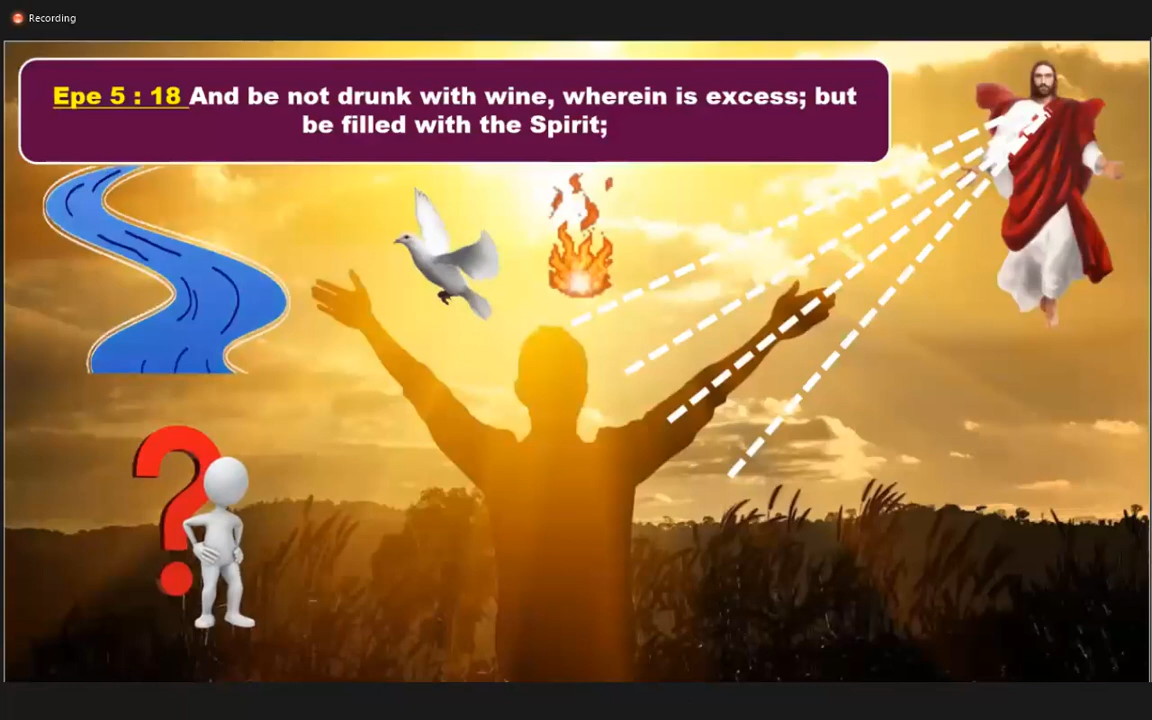 Recording
Epe 5 : 18 And be not drunk with wine, wherein is excess; but
be filled with the Spirit;